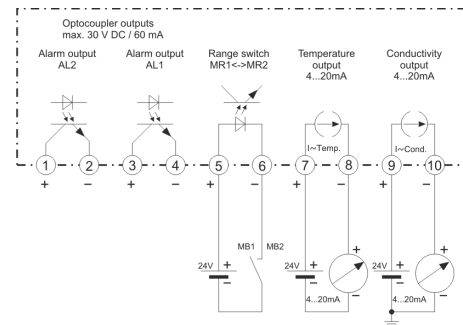 Optocoupler outputs
max. 30 V DC / 60 mA
Alarm output
AL2
Alarm output
AL1
Range switch
MR1<->MR2
Temperature
output
4...20mA
Conductivity
output
4...20mA
I~Temp.
I~Cond.
1 2 3 4 5 6 7 8 9 10
+ − + − + − + − + −
MB1 MB2
24V + −
24V + −
+ −
4...20mA
24V + −
+ −
4...20mA